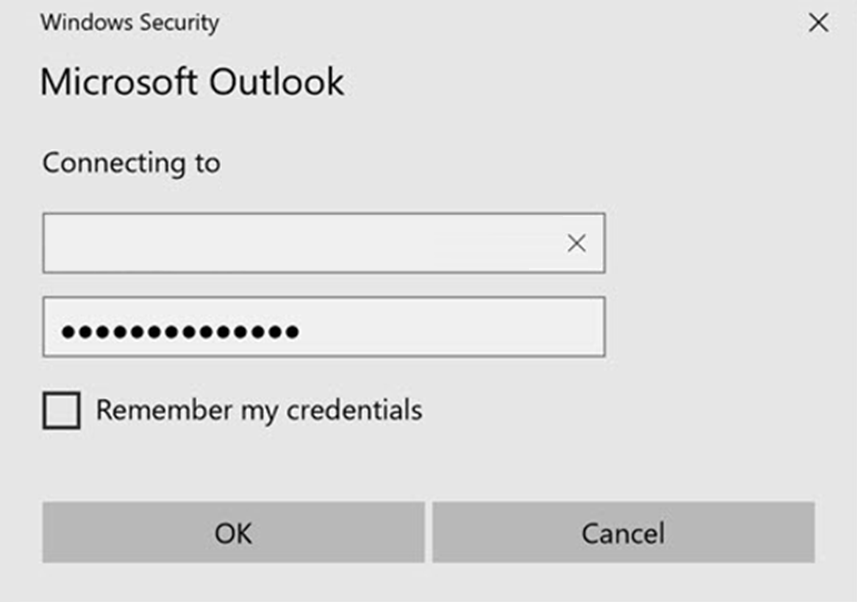 Windows Security
Microsoft Outlook
Connecting to
●●●●●●●●●●●●●●
Remember my credentials
OK
Cancel